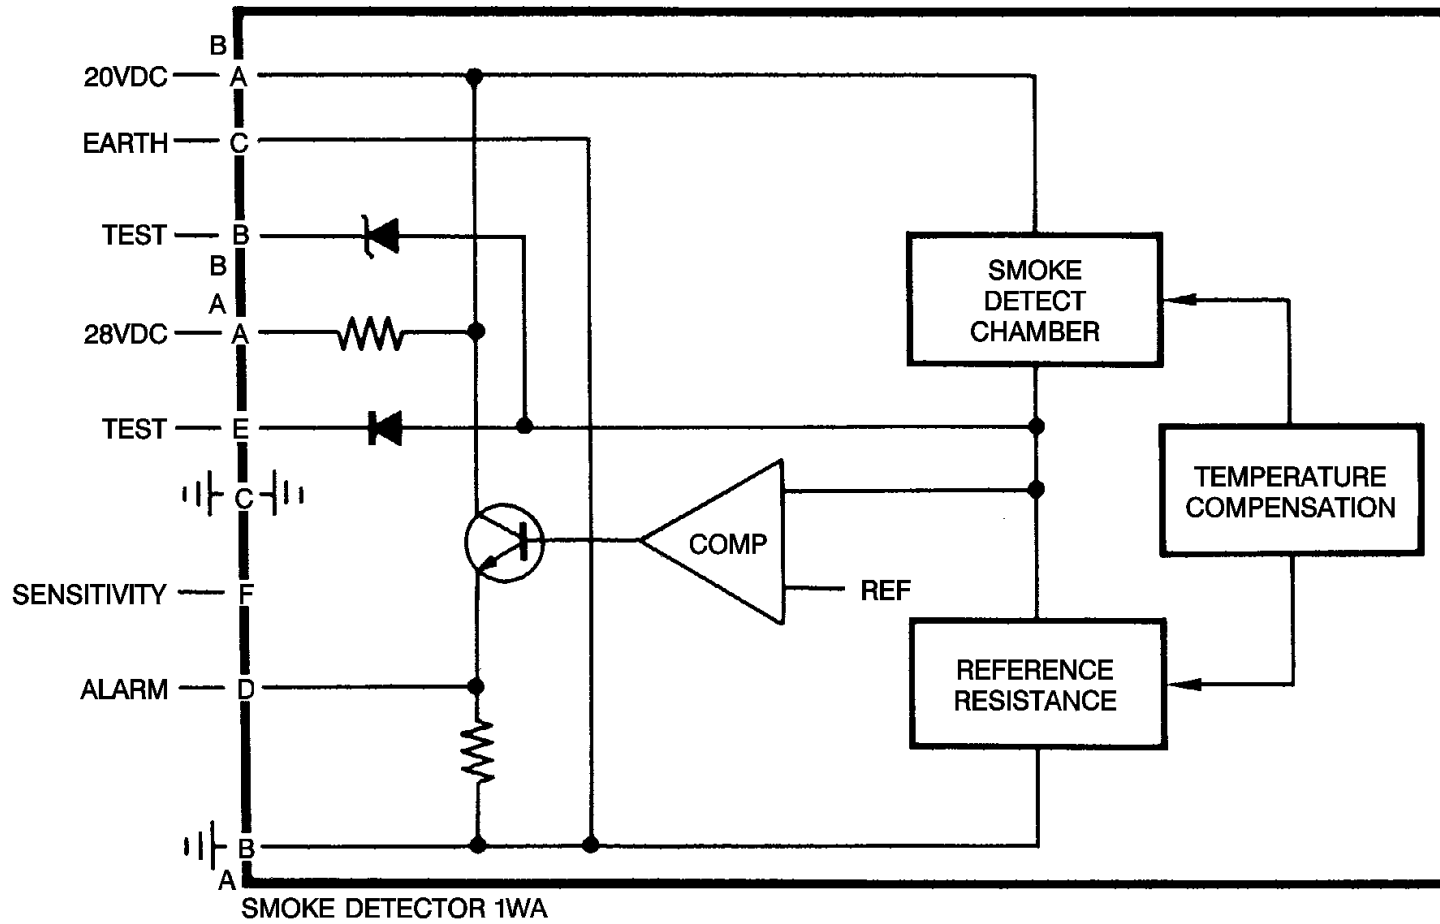 B
20VDC A
EARTH C
TEST B
B
A
28VDC A
TEST E
C
SENSITIVITY F
ALARM D
B
A
SMOKE
DETECT
CHAMBER
TEMPERATURE
COMPENSATION
COMP
REF
REFERENCE
RESISTANCE
SMOKE DETECTOR 1WA